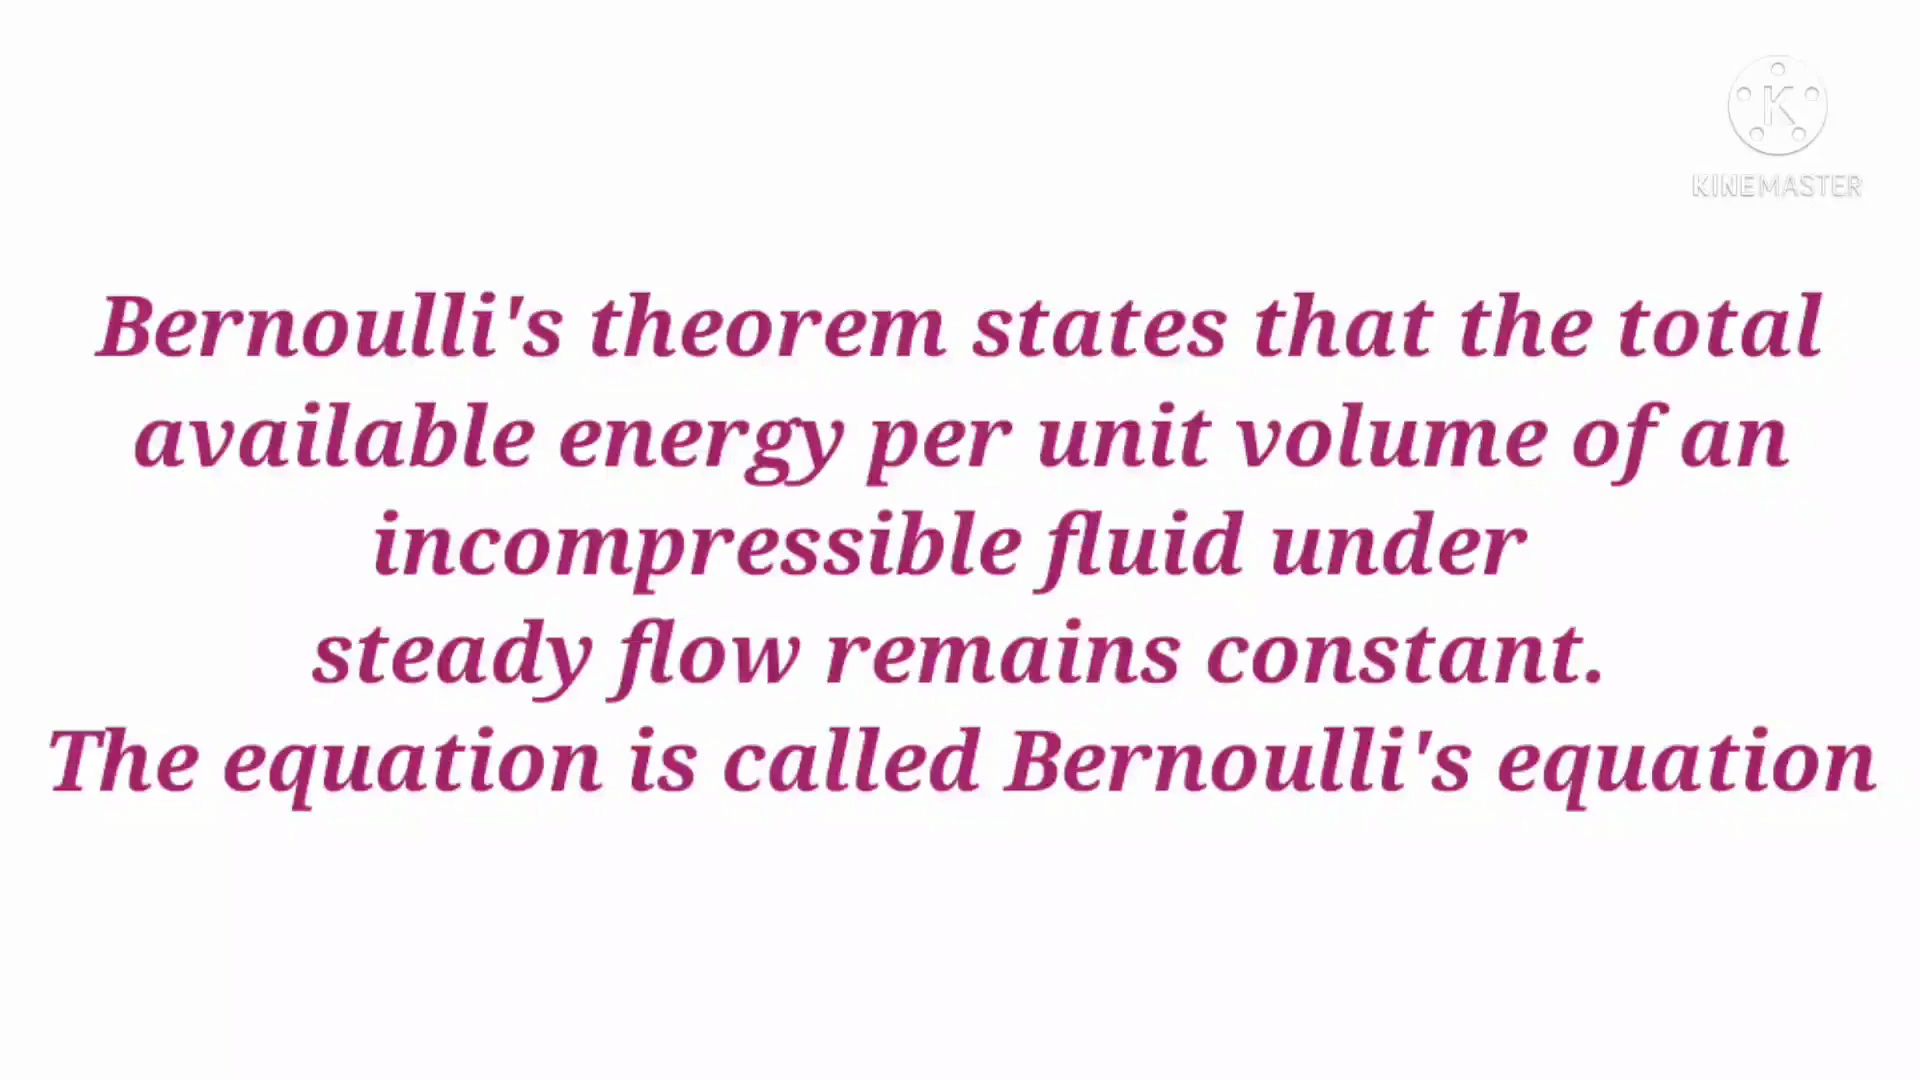 K
KINEMASTER
Bernoulli's theorem states that the total
available energy per unit volume of an
incompressible fluid under
steady flow remains constant.
The equation is called Bernoulli's equation